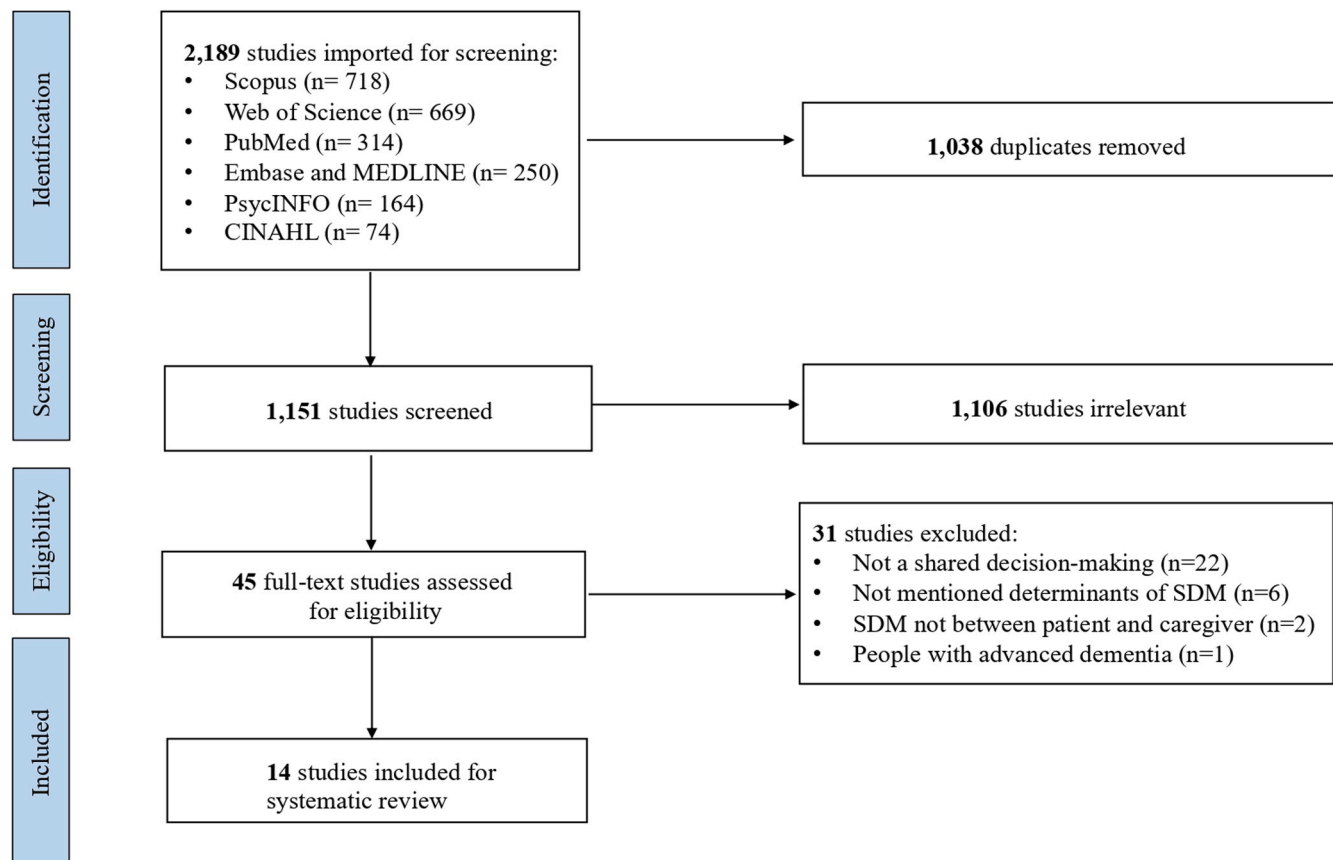 Identification
2,189 studies imported for screening:
• Scopus (n= 718)
• Web of Science (n= 669)
• PubMed (n= 314)
• Embase and MEDLINE (n= 250)
• PsycINFO (n= 164)
• CINAHL (n= 74)
1,038 duplicates removed
Screening
1,151 studies screened
1,106 studies irrelevant
Eligibility
45 full-text studies assessed
for eligibility
31 studies excluded:
• Not a shared decision-making (n=22)
• Not mentioned determinants of SDM (n=6)
• SDM not between patient and caregiver (n=2)
• People with advanced dementia (n=1)
Included
14 studies included for
systematic review